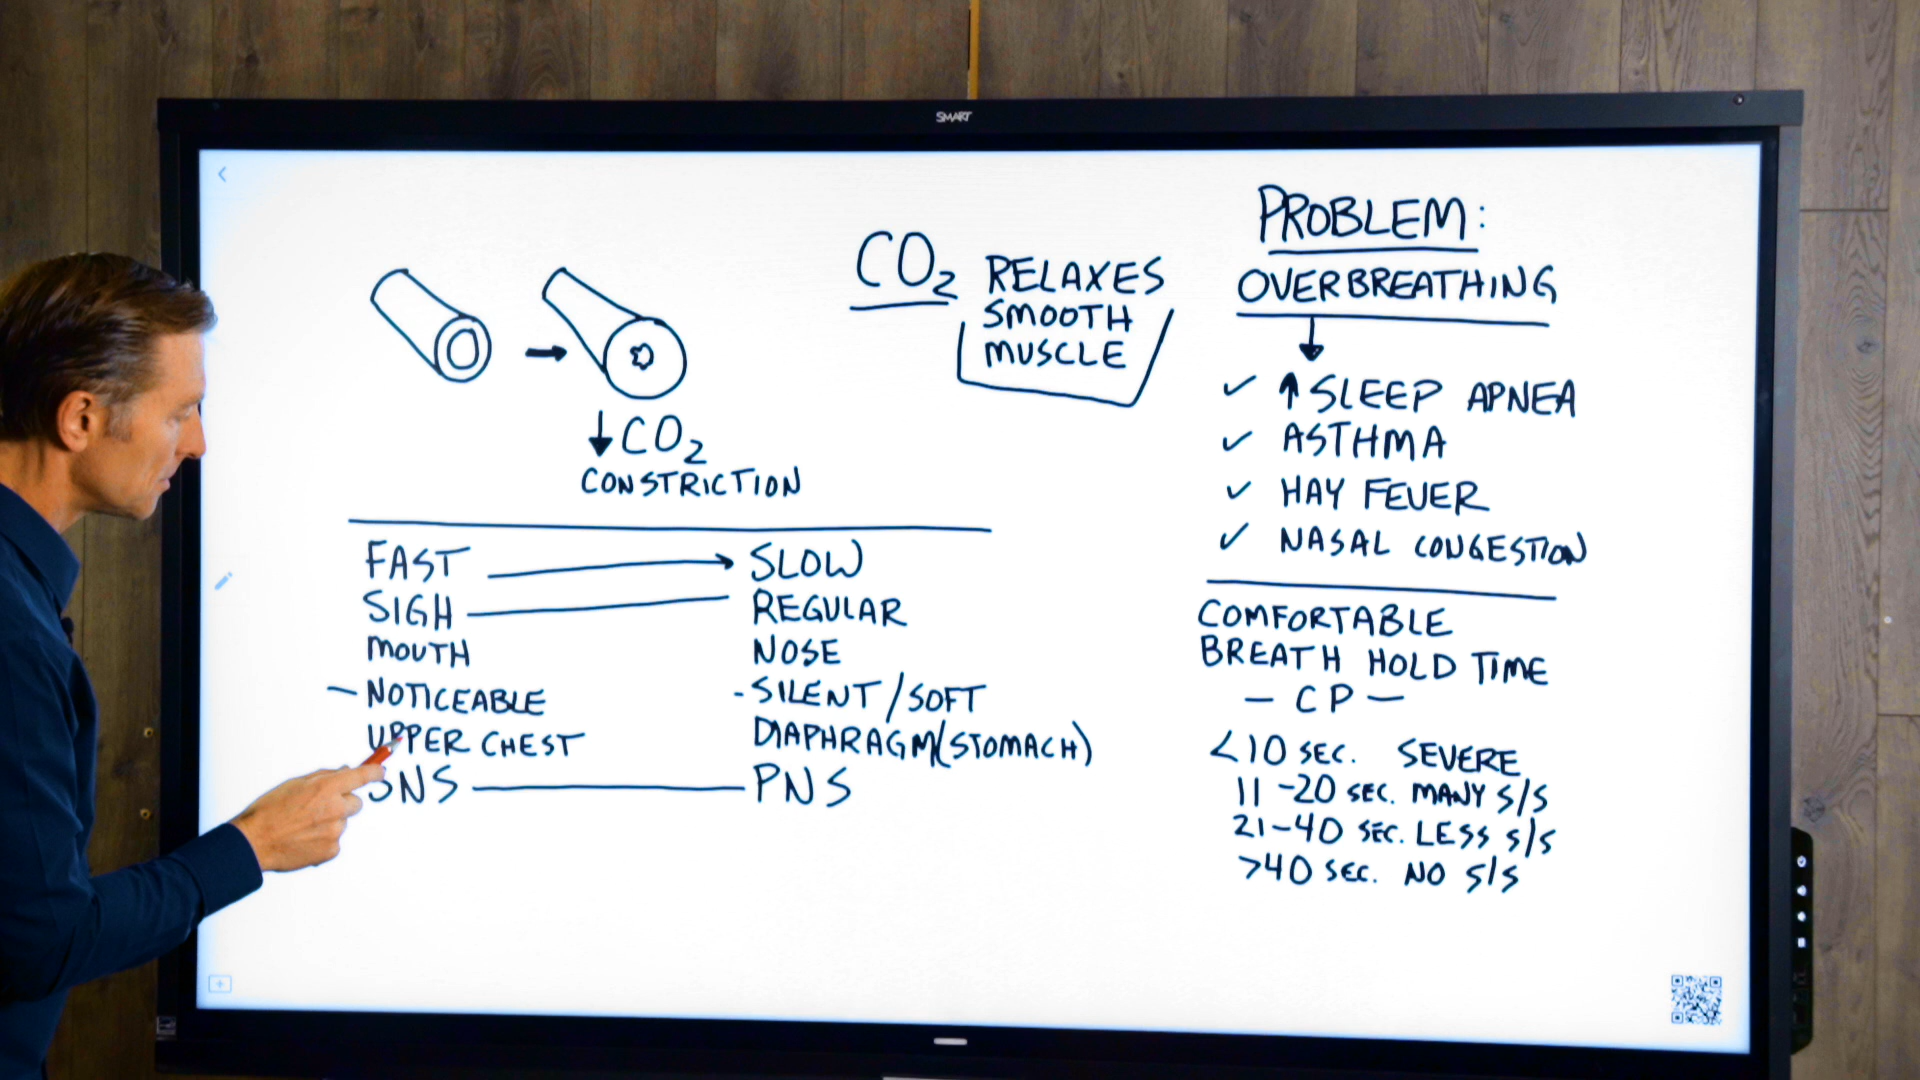 SMART
CO₂ RELAXES
SMOOTH
MUSCLE
↓ CO₂
CONSTRICTION
FAST → SLOW
SIGH — REGULAR
MOUTH NOSE
– NOTICEABLE - SILENT/SOFT
UPPER CHEST DIAPHRAGM (STOMACH)
SNS — PNS
PROBLEM:
OVERBREATHING
↓
✓ ↑ SLEEP APNEA
✓ ASTHMA
✓ HAY FEVER
✓ NASAL CONGESTION
COMFORTABLE
BREATH HOLD TIME
– CP –
<10 SEC. SEVERE
11-20 SEC. MANY S/S
21-40 SEC. LESS S/S
>40 SEC. NO S/S